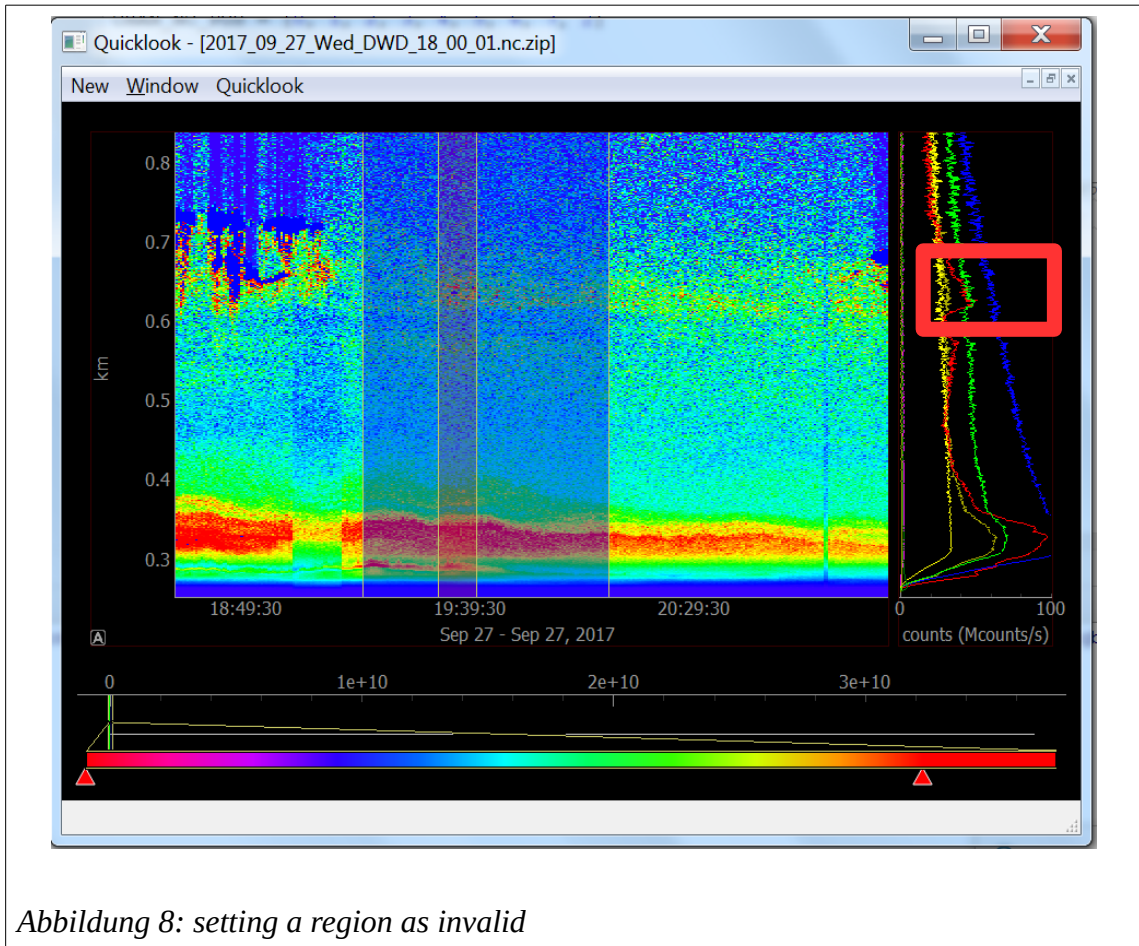 Quicklook - [2017_09_27_Wed_DWD_18_00_01.nc.zip]
New Window Quicklook
0.8
0.7
0.6
km
0.5
0.4
0.3
18:49:30 19:39:30 20:29:30 0 100
A Sep 27 - Sep 27, 2017 counts (Mcounts/s)
0 1e+10 2e+10 3e+10
Abbildung 8: setting a region as invalid